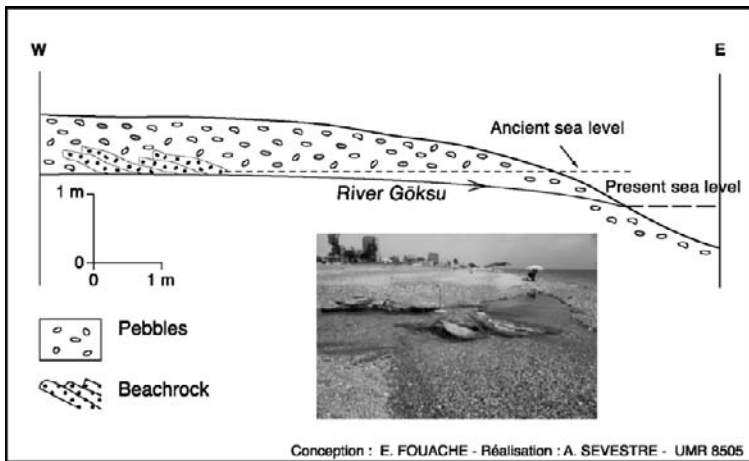 W
E
Ancient sea level
Present sea level
River Göksu
1 m
0
0
1 m
Pebbles
Beachrock
Conception : E. FOUACHE - Réalisation : A. SEVESTRE - UMR 8505